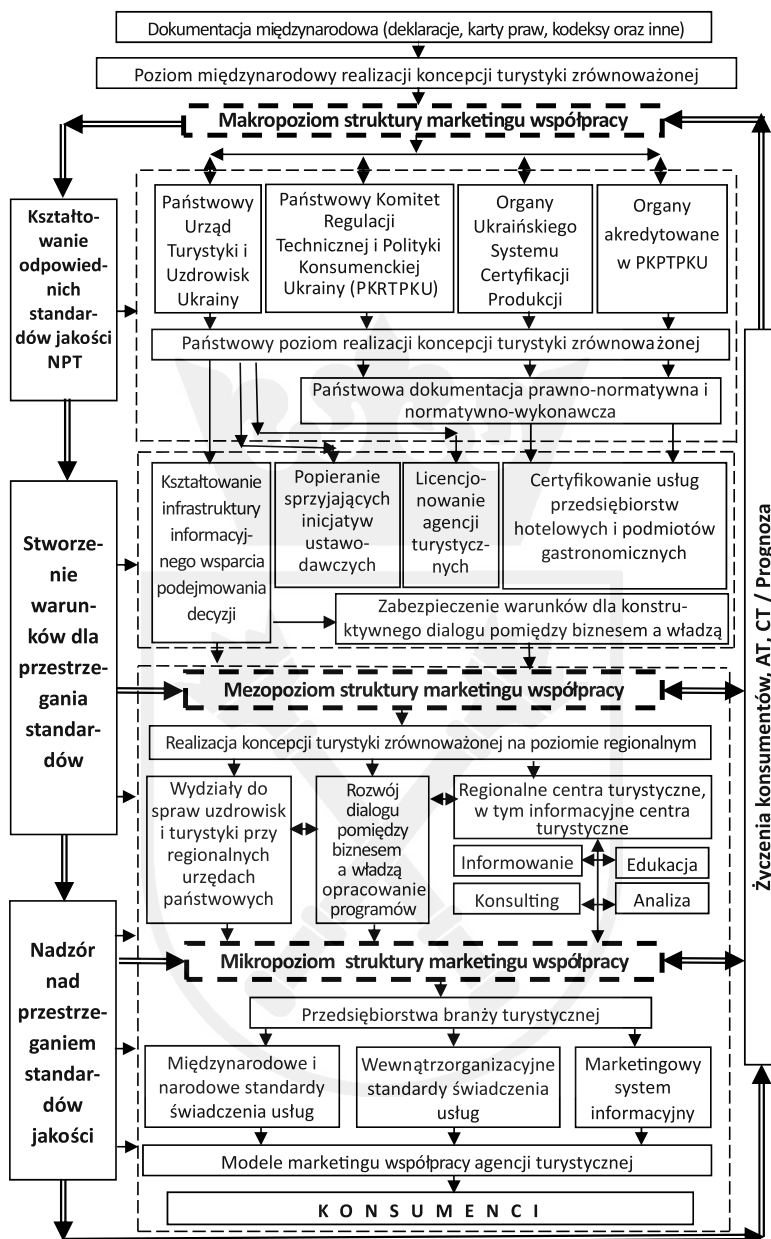 Dokumentacja międzynarodowa (deklaracje, karty praw, kodeksy oraz inne)
Poziom międzynarodowy realizacji koncepcji turystyki zrównoważonej
Makropoziom struktury marketingu współpracy
Kształto-
wanie
odpowied-
nich
standar-
dów jakości
NPT
Państwowy
Urząd
Turystyki i
Uzdrowisk
Ukrainy
Państwowy Komitet
Regulacji
Technicznej i Polityki
Konsumenckiej
Ukrainy (PKRTPKU)
Organy
Ukraińskiego
Systemu
Certyfikacji
Produkcji
Organy
akredytowane
w PKPTPKU
Państwowy poziom realizacji koncepcji turystyki zrównoważonej
Państwowa dokumentacja prawno-normatywna i
normatywno-wykonawcza
Stworze-
nie
warun-
ków dla
przestrze-
gania
standar-
dów
Kształtowanie
infrastruktury
informacyj-
nego wsparcia
podejmowania
decyzji
Popieranie
sprzyjających
inicjatyw
ustawo-
dawczych
Licencjo-
nowanie
agencji
turystycz-
nych
Certyfikowanie usług
przedsiębiorstw
hotelowych i podmiotów
gastronomicznych
Zabezpieczenie warunków dla konstru-
ktywnego dialogu pomiędzy biznesem a władzą
Mezopoziom struktury marketingu współpracy
Realizacja koncepcji turystyki zrównoważonej na poziomie regionalnym
Wydziały do
spraw uzdrowisk
i turystyki przy
regionalnych
urzędach
państwowych
Rozwój
dialogu
pomiędzy
biznesem
a władzą
opracowanie
programów
Regionalne centra turystyczne,
w tym informacyjne centra
turystyczne
Informowanie
Edukacja
Konsulting
Analiza
Nadzór
nad
przestrze-
ganiem
standar-
dów
jakości
Mikropoziom struktury marketingu współpracy
Przedsiębiorstwa branży turystycznej
Międzynarodowe i
narodowe standardy
świadczenia usług
Wewnątrzorganizacyjne
standardy świadczenia
usług
Marketingowy
system
informacyjny
Modele marketingu współpracy agencji turystycznej
K O N S U M E N C I
Życzenia konsumentów, AT, CT / Prognoza